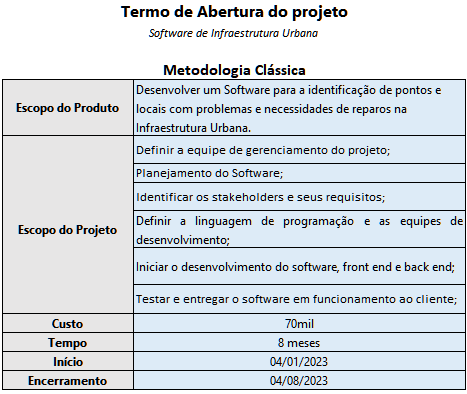 Termo de Abertura do projeto
Software de Infraestrutura Urbana
Metodologia Clássica
Escopo do Produto
Desenvolver um Software para a identificação de pontos e
locais com problemas e necessidades de reparos na
Infraestrutura Urbana.
Escopo do Projeto
Definir a equipe de gerenciamento do projeto;
Planejamento do Software;
Identificar os stakeholders e seus requisitos;
Definir a linguagem de programação e as equipes de
desenvolvimento;
Iniciar o desenvolvimento do software, front end e back end;
Testar e entregar o software em funcionamento ao cliente;
Custo 70mil
Tempo 8 meses
Início 04/01/2023
Encerramento 04/08/2023